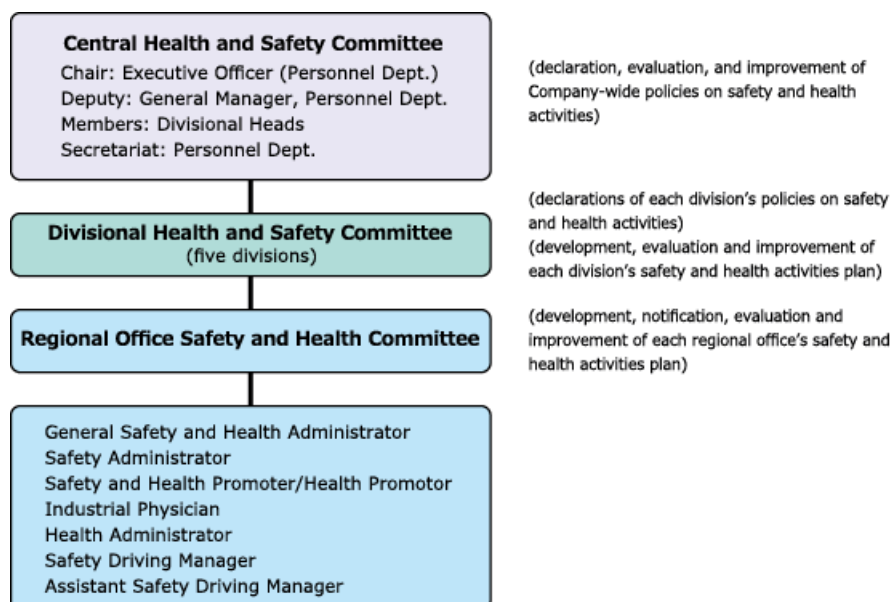 Central Health and Safety Committee
Chair: Executive Officer (Personnel Dept.)
Deputy: General Manager, Personnel Dept.
Members: Divisional Heads
Secretariat: Personnel Dept.
(declaration, evaluation, and improvement of
Company-wide policies on safety and health
activities)
Divisional Health and Safety Committee
(five divisions)
(declarations of each division's policies on safety
and health activities)
(development, evaluation and improvement of
each division's safety and health activities plan)
Regional Office Safety and Health Committee
(development, notification, evaluation and
improvement of each regional office's safety and
health activities plan)
General Safety and Health Administrator
Safety Administrator
Safety and Health Promoter/Health Promotor
Industrial Physician
Health Administrator
Safety Driving Manager
Assistant Safety Driving Manager